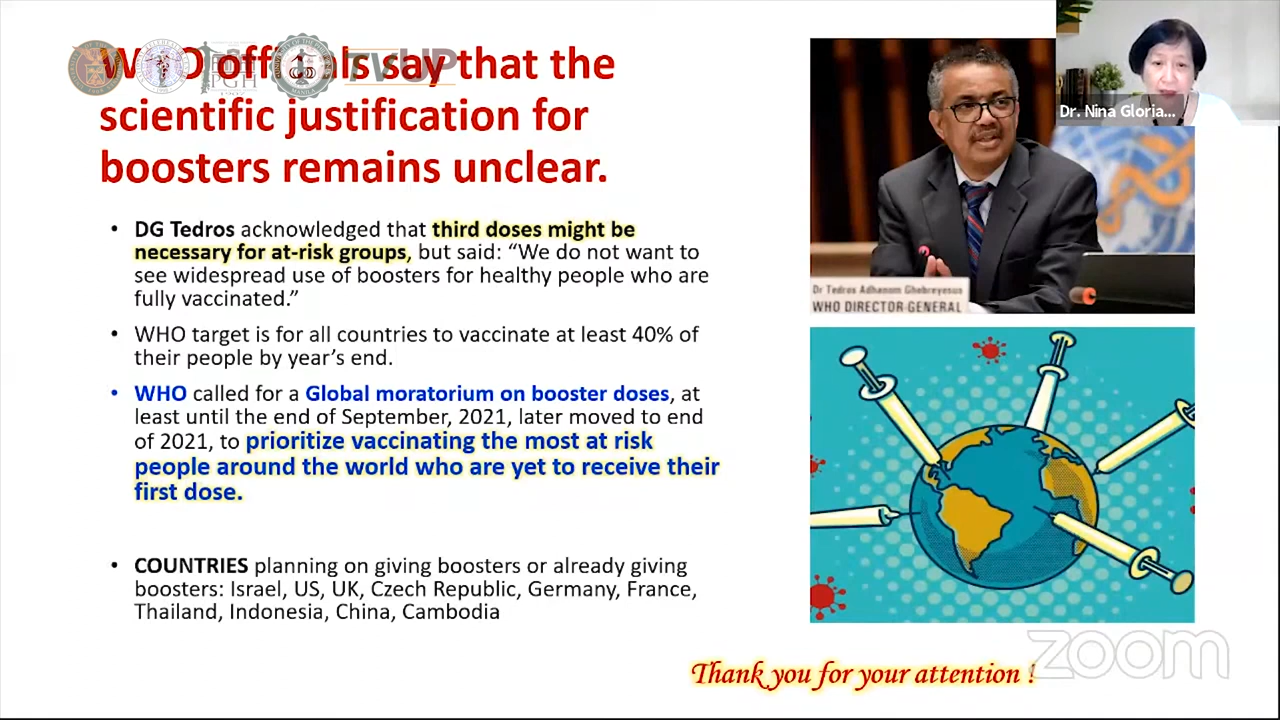 WHO officials say that the
scientific justification for
boosters remains unclear.
TVUP
PGH
MANILA
Dr. Nina Gloria...
• DG Tedros acknowledged that third doses might be
necessary for at-risk groups, but said: “We do not want to
see widespread use of boosters for healthy people who are
fully vaccinated.”
• WHO target is for all countries to vaccinate at least 40% of
their people by year’s end.
• WHO called for a Global moratorium on booster doses, at
least until the end of September, 2021, later moved to end
of 2021, to prioritize vaccinating the most at risk
people around the world who are yet to receive their
first dose.
• COUNTRIES planning on giving boosters or already giving
boosters: Israel, US, UK, Czech Republic, Germany, France,
Thailand, Indonesia, China, Cambodia
Dr Tedros Adhanom Ghebreyesus
WHO DIRECTOR-GENERAL
Thank you for your attention !
zoom